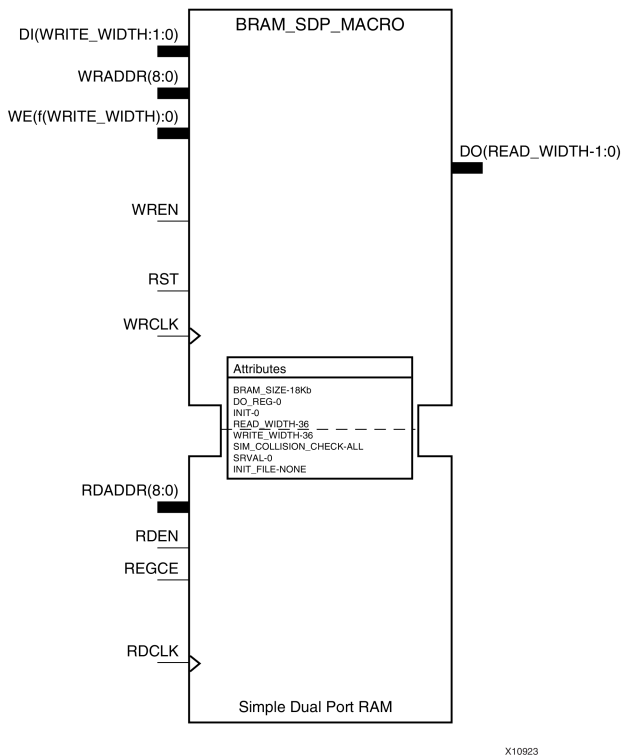 BRAM_SDP_MACRO
DI(WRITE_WIDTH:1:0)
WRADDR(8:0)
WE(f(WRITE_WIDTH):0)
DO(READ_WIDTH-1:0)
WREN
RST
WRCLK
Attributes
BRAM_SIZE-18Kb
DO_REG-0
INIT-0
READ_WIDTH-36
WRITE_WIDTH-36
SIM_COLLISION_CHECK-ALL
SRVAL-0
INIT_FILE-NONE
RDADDR(8:0)
RDEN
REGCE
RDCLK
Simple Dual Port RAM
X10923